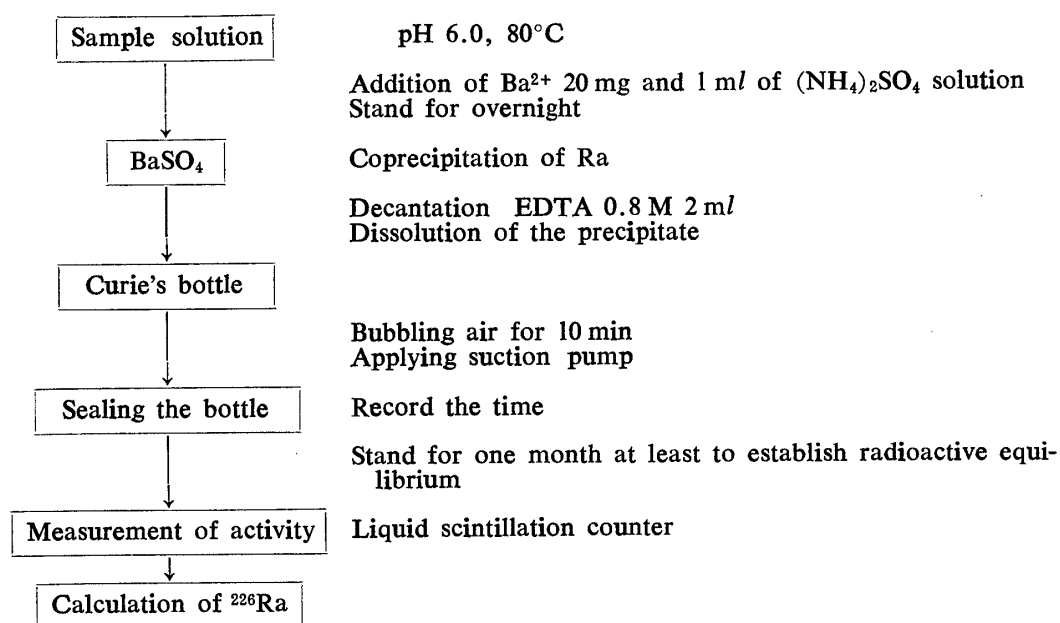 Sample solution
pH 6.0, 80°C
Addition of Ba²⁺ 20 mg and 1 ml of (NH₄)₂SO₄ solution
Stand for overnight
BaSO₄
Coprecipitation of Ra
Decantation EDTA 0.8 M 2 ml
Dissolution of the precipitate
Curie's bottle
Bubbling air for 10 min
Applying suction pump
Sealing the bottle
Record the time
Stand for one month at least to establish radioactive equi-
librium
Measurement of activity
Liquid scintillation counter
Calculation of ²²⁶Ra